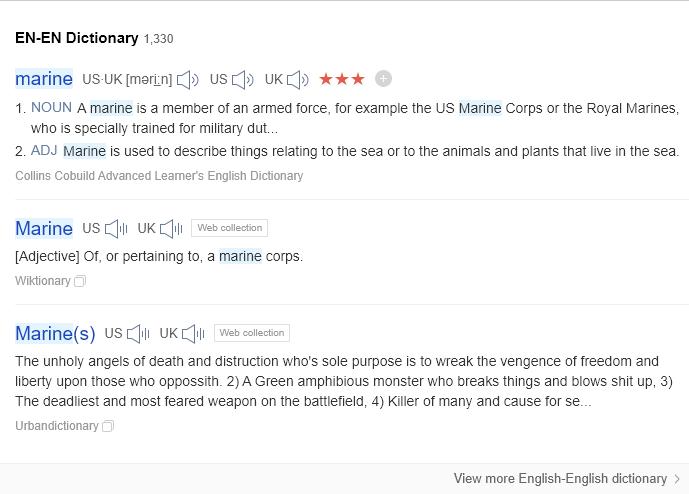 EN-EN Dictionary 1,330
marine US·UK [məri:n] US UK ★★★
1. NOUN A marine is a member of an armed force, for example the US Marine Corps or the Royal Marines,
who is specially trained for military dut...
2. ADJ Marine is used to describe things relating to the sea or to the animals and plants that live in the sea.
Collins Cobuild Advanced Learner's English Dictionary
Marine US UK Web collection
[Adjective] Of, or pertaining to, a marine corps.
Wiktionary
Marine(s) US UK Web collection
The unholy angels of death and distruction who's sole purpose is to wreak the vengence of freedom and
liberty upon those who oppossith. 2) A Green amphibious monster who breaks things and blows shit up, 3)
The deadliest and most feared weapon on the battlefield, 4) Killer of many and cause for se...
Urbandictionary
View more English-English dictionary